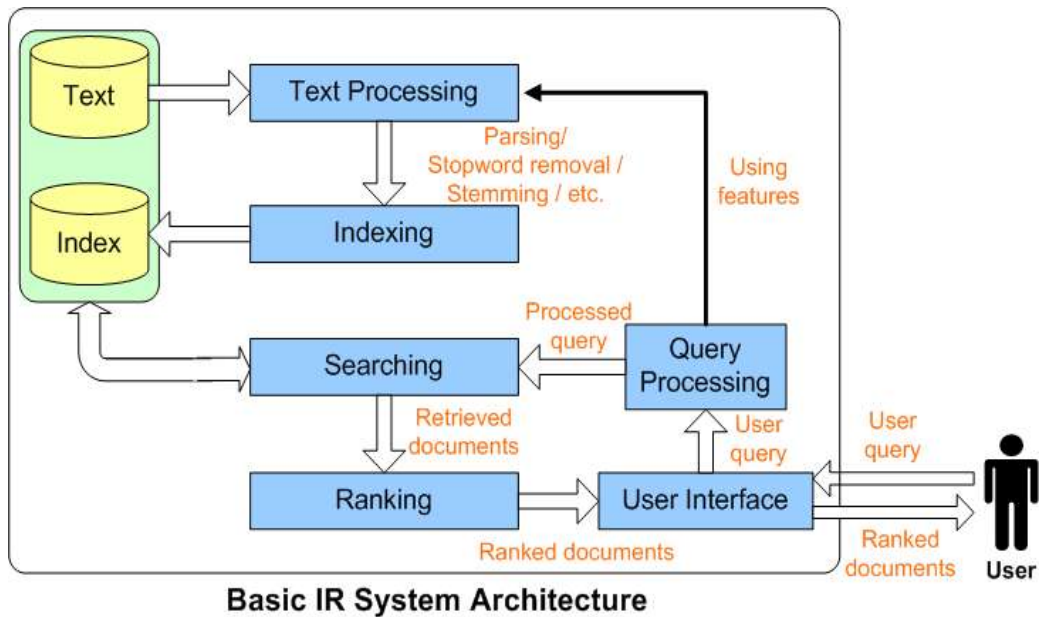 Text
Text Processing
Parsing/
Stopword removal /
Stemming / etc.
Using
features
Index
Indexing
Processed
query
Query
Processing
Searching
Retrieved
documents
User
query
User
query
Ranking
User Interface
Ranked documents
Ranked
documents
User
Basic IR System Architecture